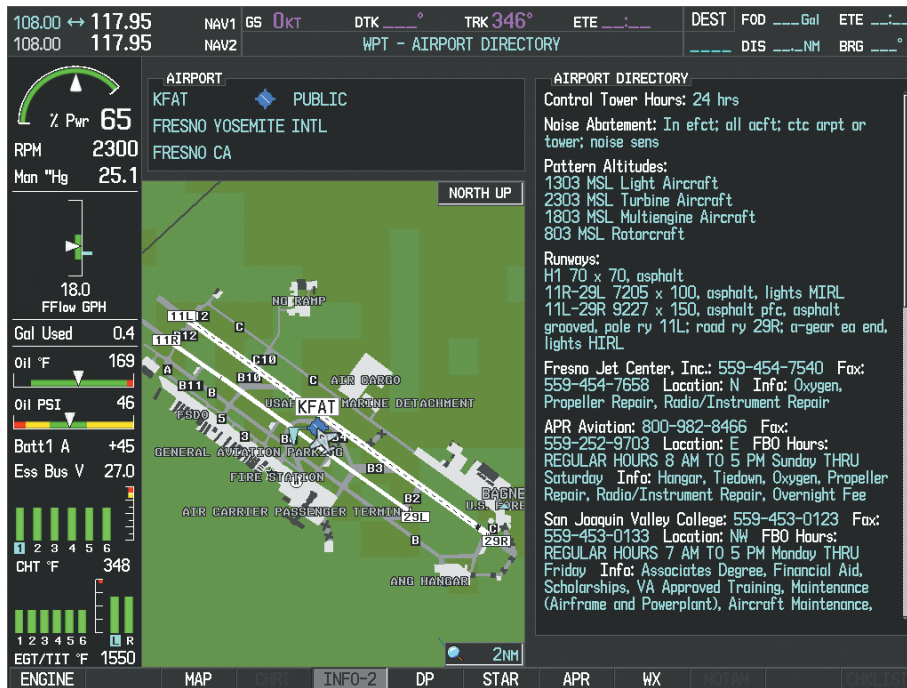 108.00 ↔ 117.95 NAV1 GS 0KT DTK ___° TRK 346° ETE __:__ DEST FOD ___Gal ETE __:__
108.00 117.95 NAV2 WPT - AIRPORT DIRECTORY ____ DIS __._NM BRG ___°
% Pwr 65
RPM 2300
Man "Hg 25.1
18.0
FFlow GPH
Gal Used 0.4
Oil °F 169
Oil PSI 46
Batt1 A +45
Ess Bus V 27.0
1 2 3 4 5 6
CHT °F 348
1 2 3 4 5 6 L R
EGT/TIT °F 1550
AIRPORT
KFAT PUBLIC
FRESNO YOSEMITE INTL
FRESNO CA
NORTH UP
NG RAMP
11L 12
C
11R B12
C10
A B10 C AIR CARGO
B11 B
USAF MARINE DETACHMENT
KFAT
FSDO 5
3
GENERAL AVIATION PARKING
B3
FIRE STATION
B2 BAGNE
U.S. FORE
AIR CARRIER PASSENGER TERMIN 29L
C
B 29R
ANG HANGAR
2NM
AIRPORT DIRECTORY
Control Tower Hours: 24 hrs
Noise Abatement: In efct; all acft; ctc arpt or
tower; noise sens
Pattern Altitudes:
1303 MSL Light Aircraft
2303 MSL Turbine Aircraft
1803 MSL Multiengine Aircraft
803 MSL Rotorcraft
Runways:
H1 70 x 70, asphalt
11R-29L 7205 x 100, asphalt, lights MIRL
11L-29R 9227 x 150, asphalt pfc, asphalt
grooved, pole ry 11L; road ry 29R; a-gear ea end,
lights HIRL
Fresno Jet Center, Inc.: 559-454-7540 Fax:
559-454-7658 Location: N Info: Oxygen,
Propeller Repair, Radio/Instrument Repair
APR Aviation: 800-982-8466 Fax:
559-252-9703 Location: E FBO Hours:
REGULAR HOURS 8 AM TO 5 PM Sunday THRU
Saturday Info: Hangar, Tiedown, Oxygen, Propeller
Repair, Radio/Instrument Repair, Overnight Fee
San Joaquin Valley College: 559-453-0123 Fax:
559-453-0133 Location: NW FBO Hours:
REGULAR HOURS 7 AM TO 5 PM Monday THRU
Friday Info: Associates Degree, Financial Aid,
Scholarships, VA Approved Training, Maintenance
(Airframe and Powerplant), Aircraft Maintenance,
ENGINE MAP CHRT INFO-2 DP STAR APR WX NOTAM CHKLIST